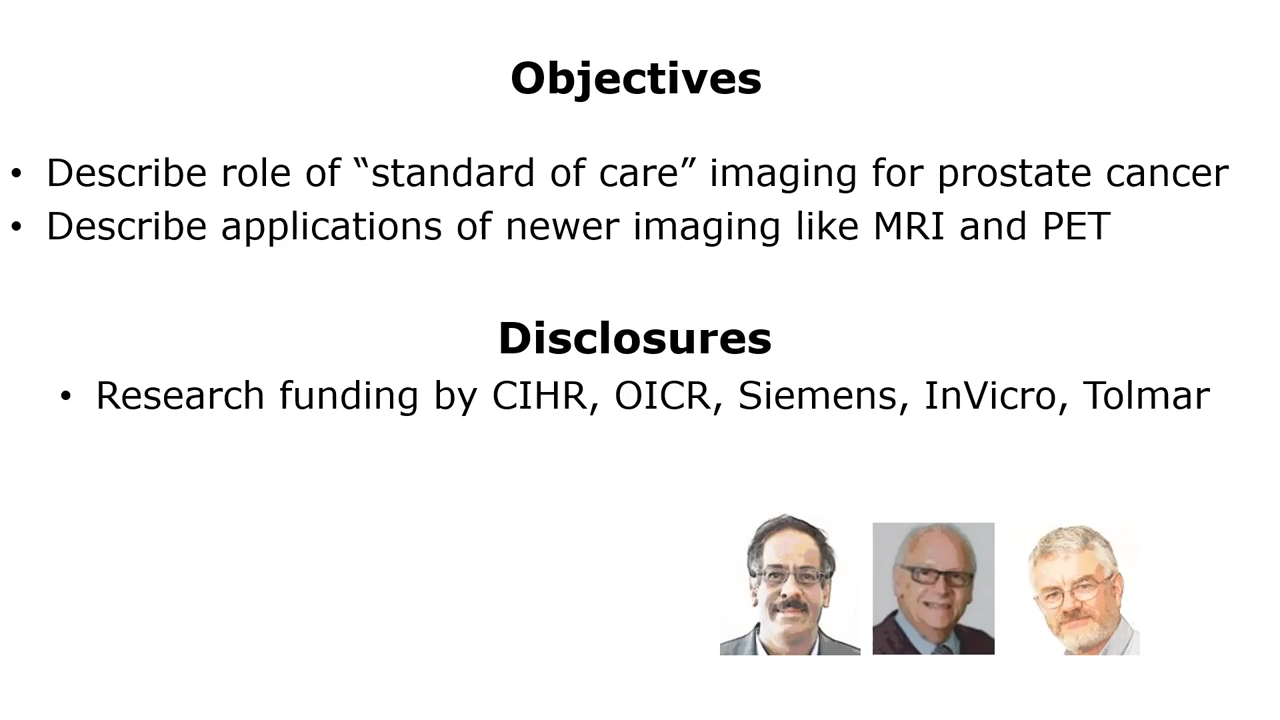 Objectives
• Describe role of “standard of care” imaging for prostate cancer
• Describe applications of newer imaging like MRI and PET
Disclosures
• Research funding by CIHR, OICR, Siemens, InVicro, Tolmar